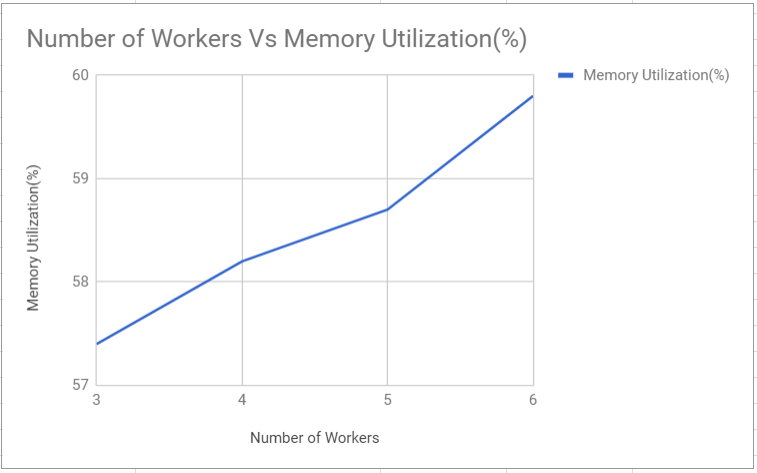 Number of Workers Vs Memory Utilization(%)
Memory Utilization(%)
Memory Utilization(%)
60
59
58
57
3 4 5 6
Number of Workers